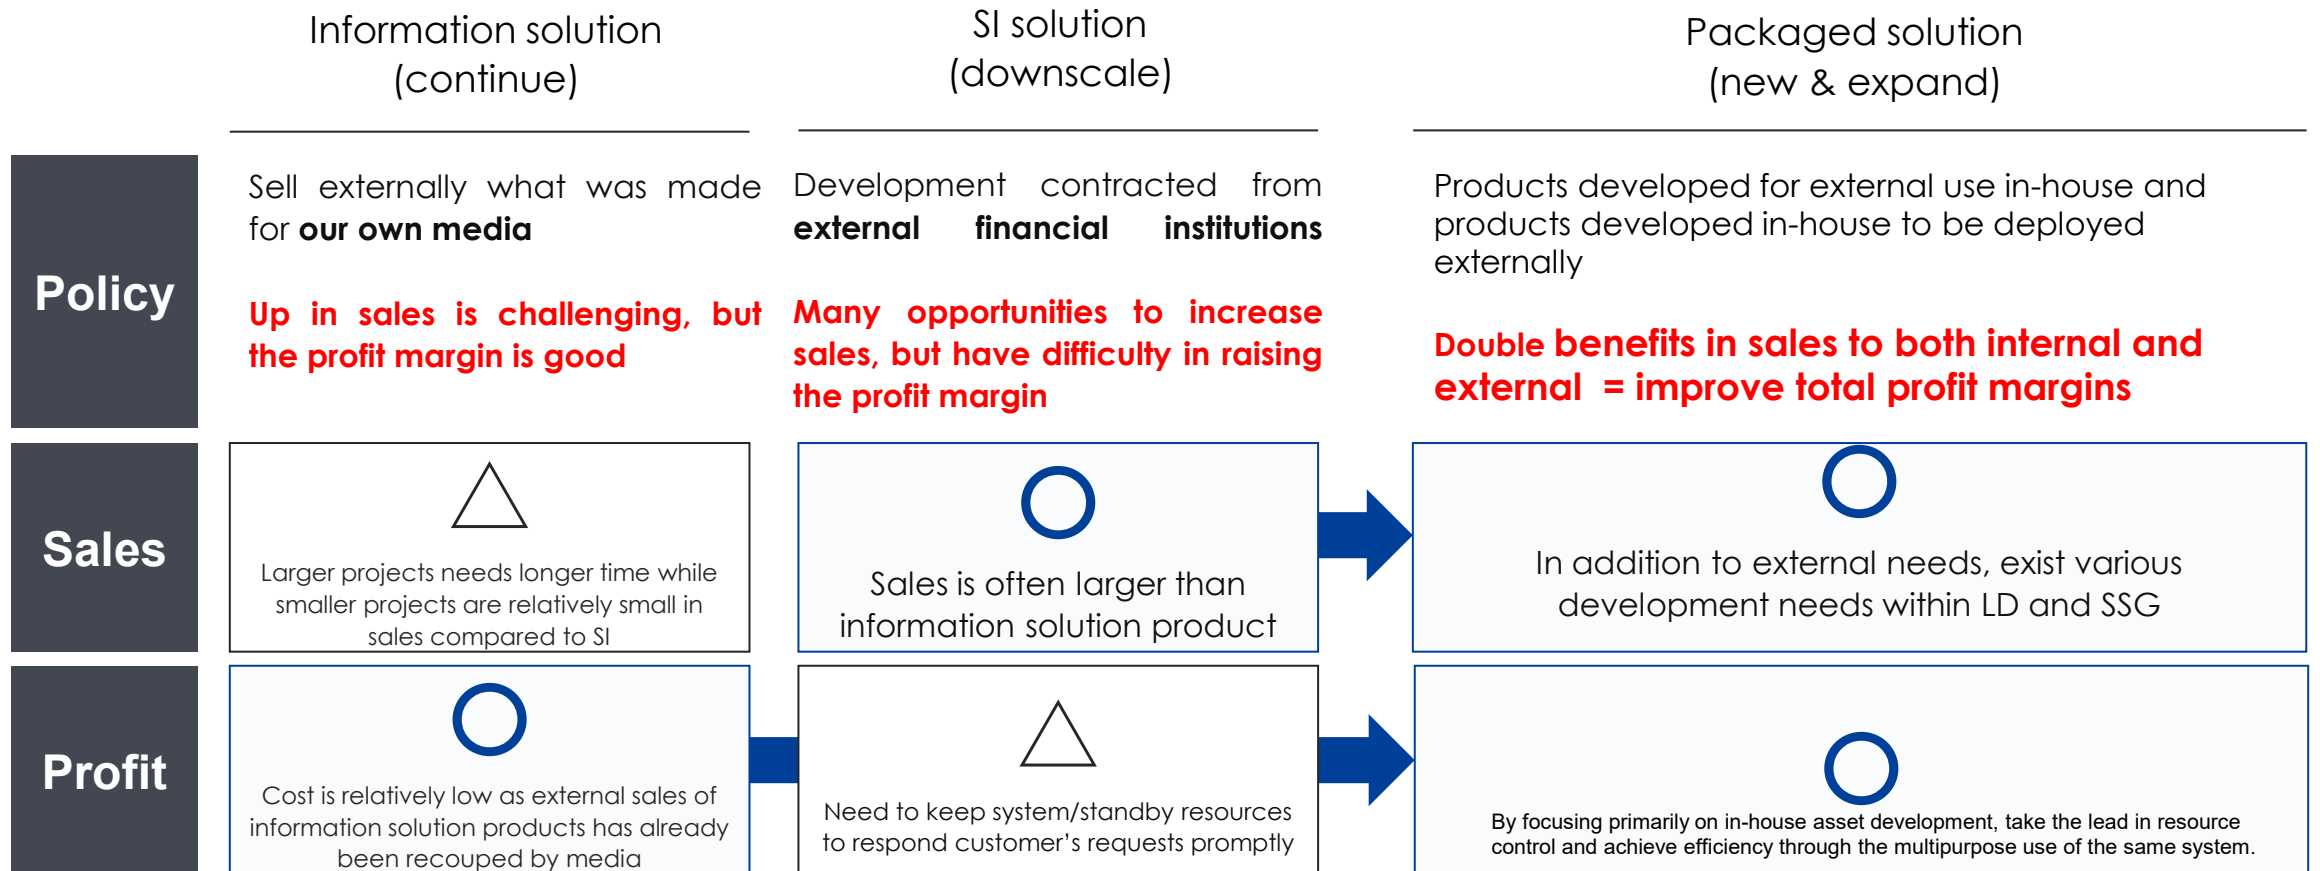 Information solution
(continue)
SI solution
(downscale)
Packaged solution
(new & expand)
Policy
Sell externally what was made
for our own media
Up in sales is challenging, but
the profit margin is good
Development contracted from
external financial institutions
Many opportunities to increase
sales, but have difficulty in raising
the profit margin
Products developed for external use in-house and
products developed in-house to be deployed
externally
Double benefits in sales to both internal and
external = improve total profit margins
Sales
Larger projects needs longer time while
smaller projects are relatively small in
sales compared to SI
Sales is often larger than
information solution product
In addition to external needs, exist various
development needs within LD and SSG
Profit
Cost is relatively low as external sales of
information solution products has already
been recouped by media
Need to keep system/standby resources
to respond customer's requests promptly
By focusing primarily on in-house asset development, take the lead in resource
control and achieve efficiency through the multipurpose use of the same system.